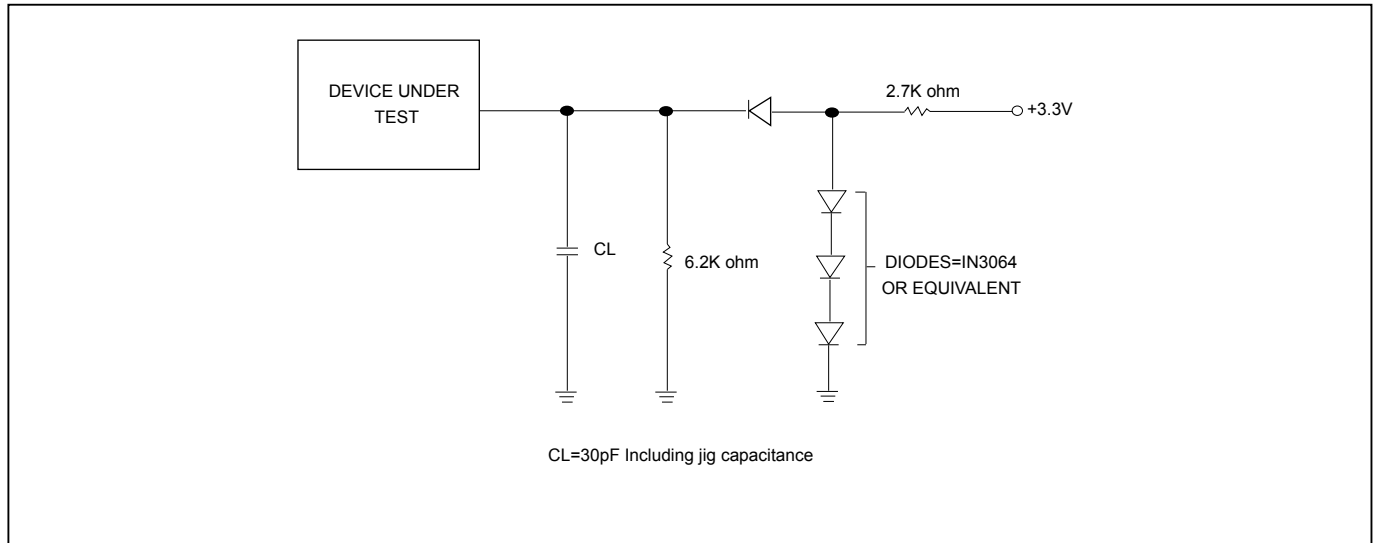 DEVICE UNDER
TEST
2.7K ohm
+3.3V
CL
6.2K ohm
DIODES=IN3064
OR EQUIVALENT
CL=30pF Including jig capacitance